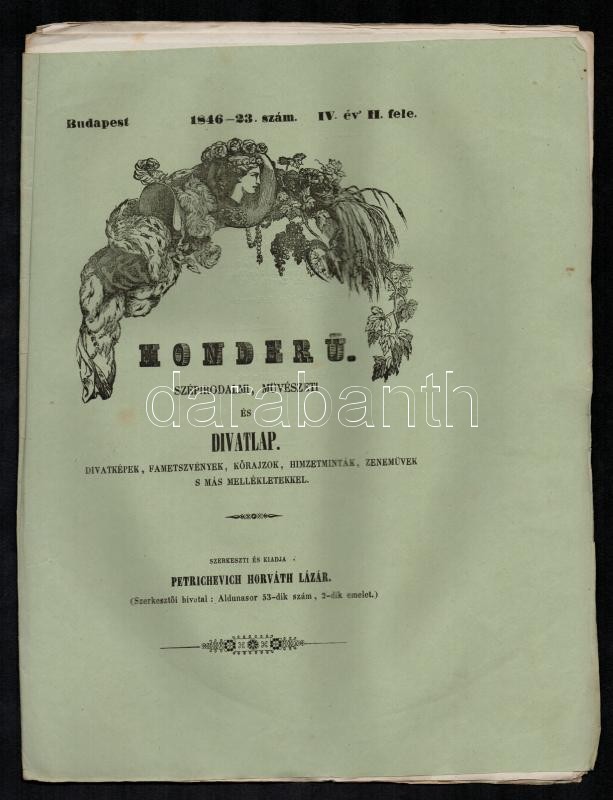 Budapest 1846–23. szám. IV. év' II. fele.
HONDERŰ.
SZÉPIRODALMI, MŰVÉSZETI
ÉS
DIVATLAP.
DIVATKÉPEK, FAMETSZVÉNYEK, KŐRAJZOK, HIMZETMINTÁK, ZENEMŰVEK
S MÁS MELLÉKLETEKKEL.
SZERKESZTI ÉS KIADJA
PETRICHEVICH HORVÁTH LÁZÁR.
(Szerkesztői hivatal : Aldunasor 53-dik szám, 2-dik emelet.)
darabanth